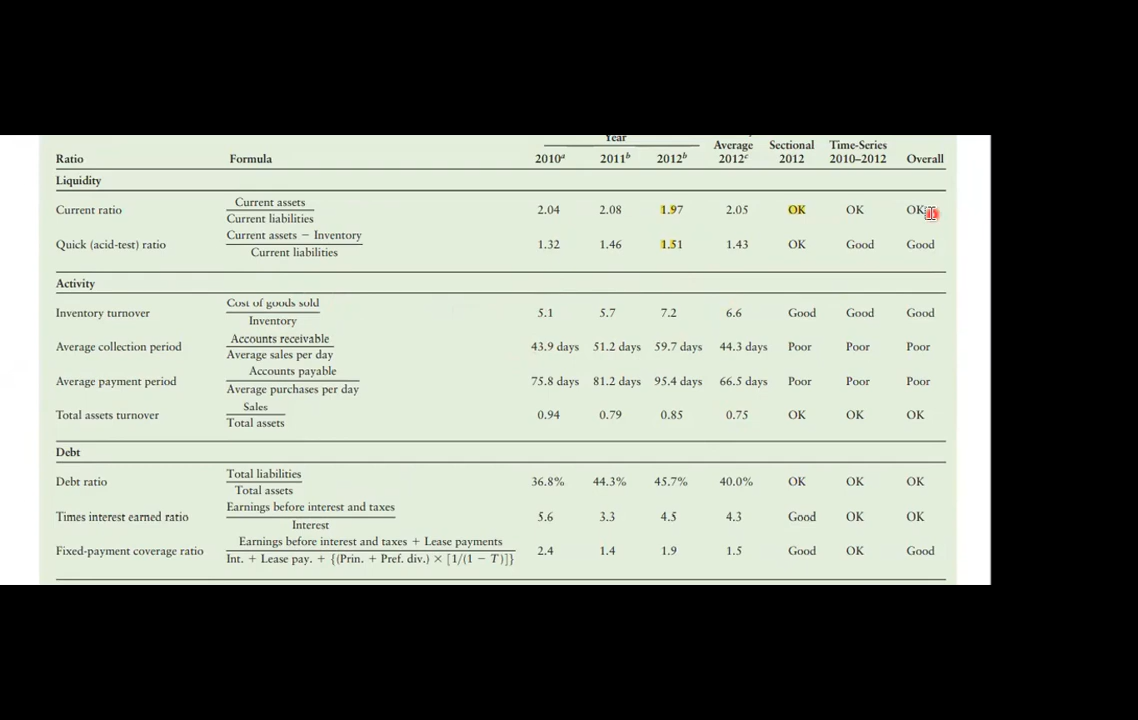 Year
Average Sectional Time-Series
Ratio Formula 2010a 2011b 2012b 2012c 2012 2010–2012 Overall
Liquidity
Current ratio Current assets / Current liabilities 2.04 2.08 1.97 2.05 OK OK OK
Quick (acid-test) ratio Current assets − Inventory / Current liabilities 1.32 1.46 1.51 1.43 OK Good Good
Activity
Inventory turnover Cost of goods sold / Inventory 5.1 5.7 7.2 6.6 Good Good Good
Average collection period Accounts receivable / Average sales per day 43.9 days 51.2 days 59.7 days 44.3 days Poor Poor Poor
Average payment period Accounts payable / Average purchases per day 75.8 days 81.2 days 95.4 days 66.5 days Poor Poor Poor
Total assets turnover Sales / Total assets 0.94 0.79 0.85 0.75 OK OK OK
Debt
Debt ratio Total liabilities / Total assets 36.8% 44.3% 45.7% 40.0% OK OK OK
Times interest earned ratio Earnings before interest and taxes / Interest 5.6 3.3 4.5 4.3 Good OK OK
Fixed-payment coverage ratio Earnings before interest and taxes + Lease payments / Int. + Lease pay. + {(Prin. + Pref. div.) × [1/(1 − T)]} 2.4 1.4 1.9 1.5 Good OK Good